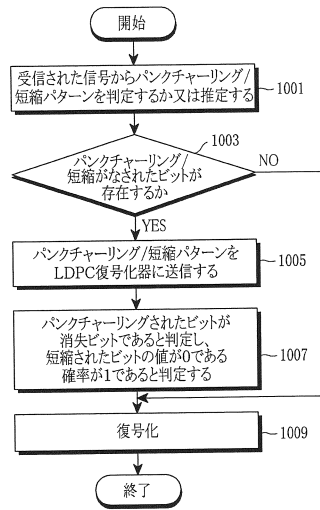 開始
受信された信号からパンクチャーリング/
短縮パターンを判定するか又は推定する
1001
1003
パンクチャーリング/
短縮がなされたビットが
存在するか
NO
YES
パンクチャーリング/短縮パターンを
LDPC復号化器に送信する
1005
パンクチャーリングされたビットが
消失ビットであると判定し、
短縮されたビットの値が0である
確率が1であると判定する
1007
復号化
1009
終了